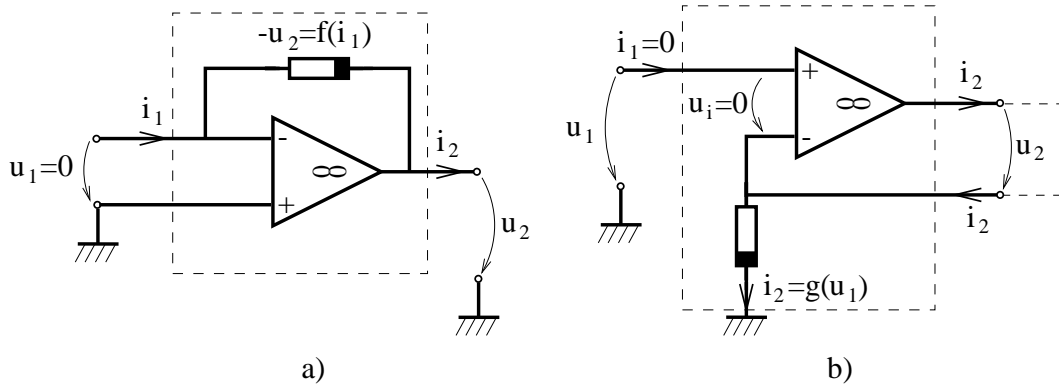 -u₂=f(i₁)
i₁
u₁=0
-
+
∞
i₂
u₂
a)
i₁=0
u₁
uᵢ=0
+
-
∞
i₂
u₂
i₂
i₂=g(u₁)
b)